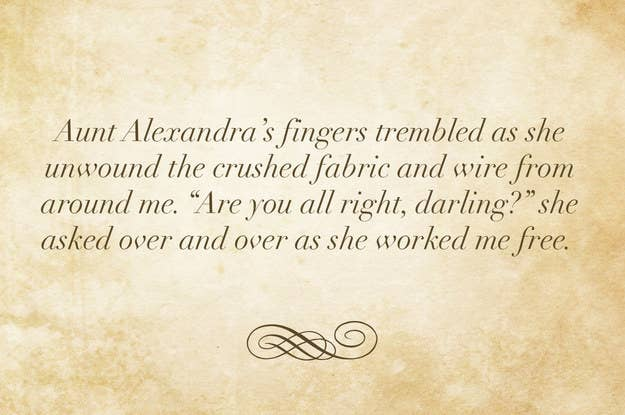 Aunt Alexandra’s fingers trembled as she
unwound the crushed fabric and wire from
around me. “Are you all right, darling?” she
asked over and over as she worked me free.